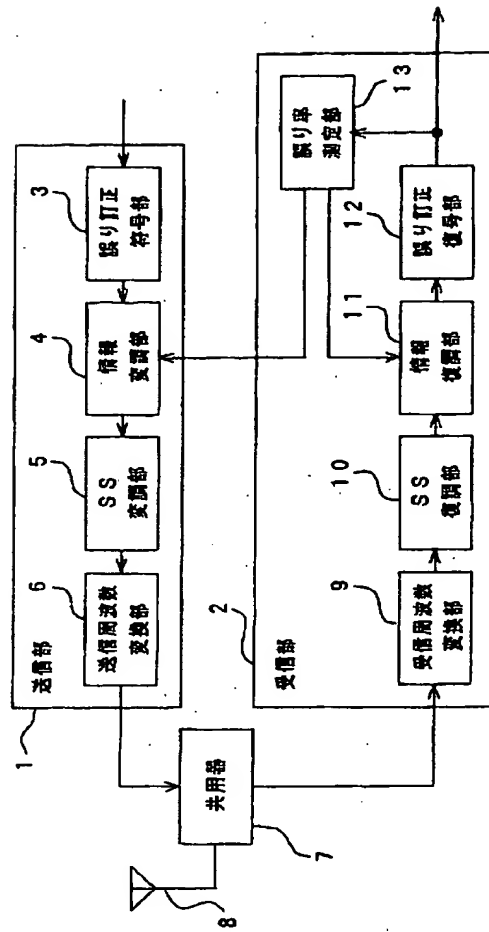 1
送信部
6
送信周波数
変換部
5
SS
変調部
4
情報
変調部
3
誤り訂正
符号部
8
7
共用器
2
受信部
9
受信周波数
変換部
10
SS
復調部
11
情報
復調部
12
誤り訂正
復号部
13
誤り率
測定部